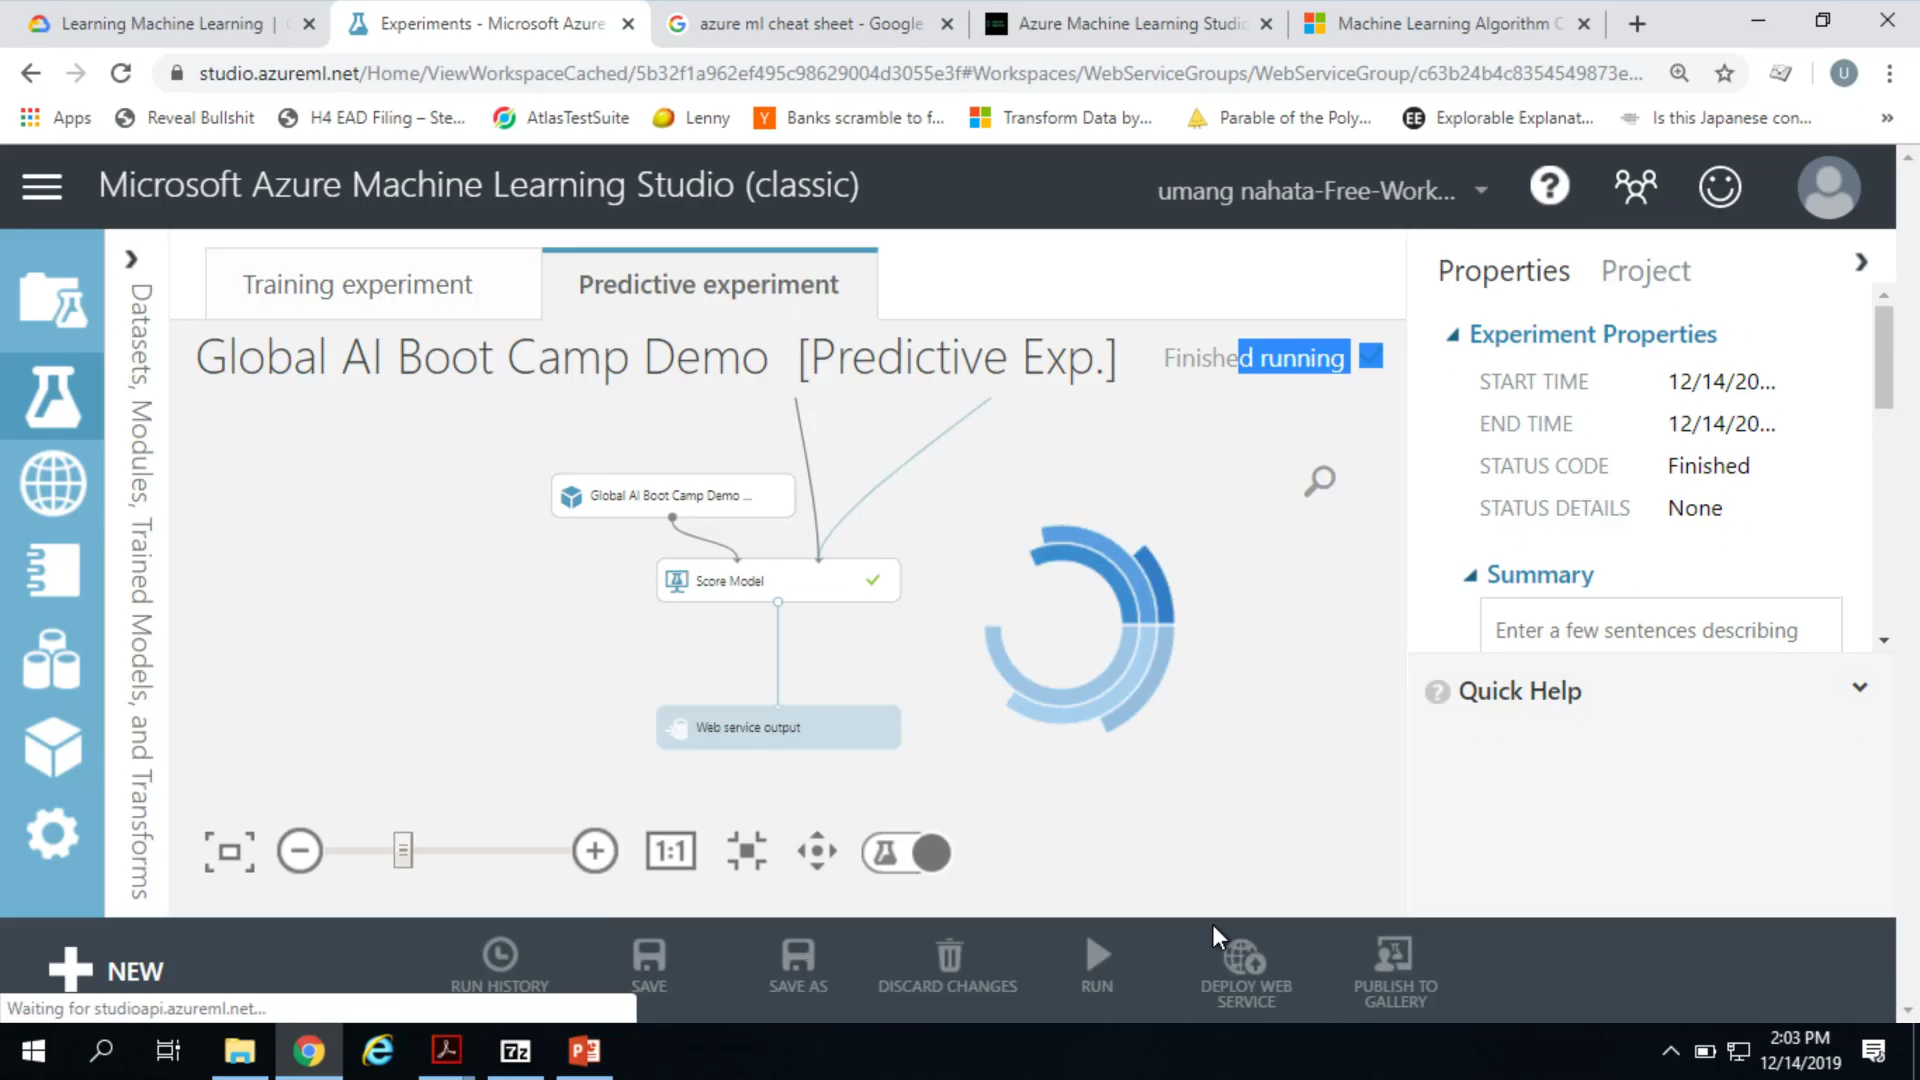 Learning Machine Learning |
Experiments - Microsoft Azure
azure ml cheat sheet - Google
Azure Machine Learning Studio
Machine Learning Algorithm C
studio.azureml.net/Home/ViewWorkspaceCached/5b32f1a962ef495c98629004d3055e3f#Workspaces/WebServiceGroups/WebServiceGroup/c63b24b4c8354549873e...
U
Apps
Reveal Bullshit
H4 EAD Filing – Ste...
AtlasTestSuite
Lenny
Banks scramble to f...
Transform Data by...
Parable of the Poly...
Explorable Explanat...
Is this Japanese con...
»
Microsoft Azure Machine Learning Studio (classic)
umang nahata-Free-Work...
Training experiment
Predictive experiment
Properties
Project
Datasets, Modules, Trained Models, and Transforms
Global AI Boot Camp Demo [Predictive Exp.]
Finished running
Experiment Properties
START TIME 12/14/20...
END TIME 12/14/20...
STATUS CODE Finished
STATUS DETAILS None
Global AI Boot Camp Demo ...
Score Model
Web service output
Summary
Enter a few sentences describing
Quick Help
1:1
NEW
RUN HISTORY
SAVE
SAVE AS
DISCARD CHANGES
RUN
DEPLOY WEB
SERVICE
PUBLISH TO
GALLERY
Waiting for studioapi.azureml.net...
2:03 PM
12/14/2019